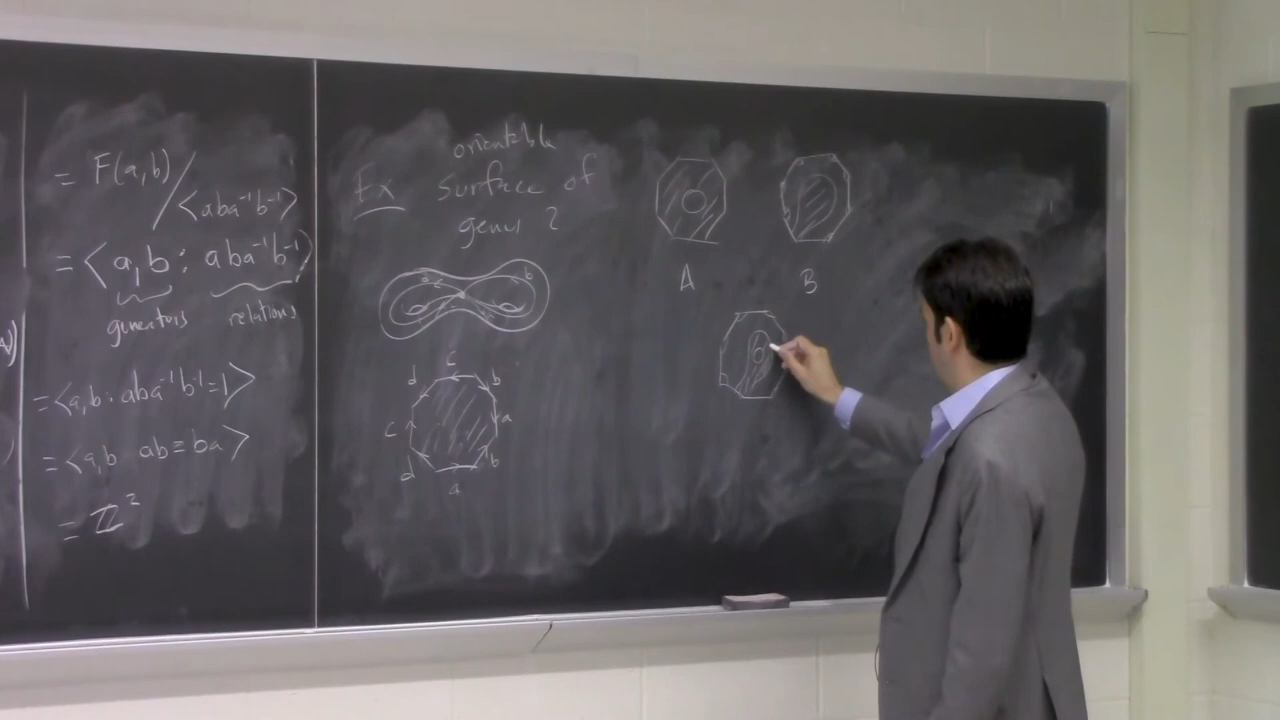 = F(a,b)/<aba⁻¹b⁻¹>
= <a,b : aba⁻¹b⁻¹>
generators relations
= <a,b : aba⁻¹b⁻¹=1>
= <a,b ab=ba>
= ℤ²
Ex orientable
surface of
genus 2
a b
c
d b
c a
d b
a
A B